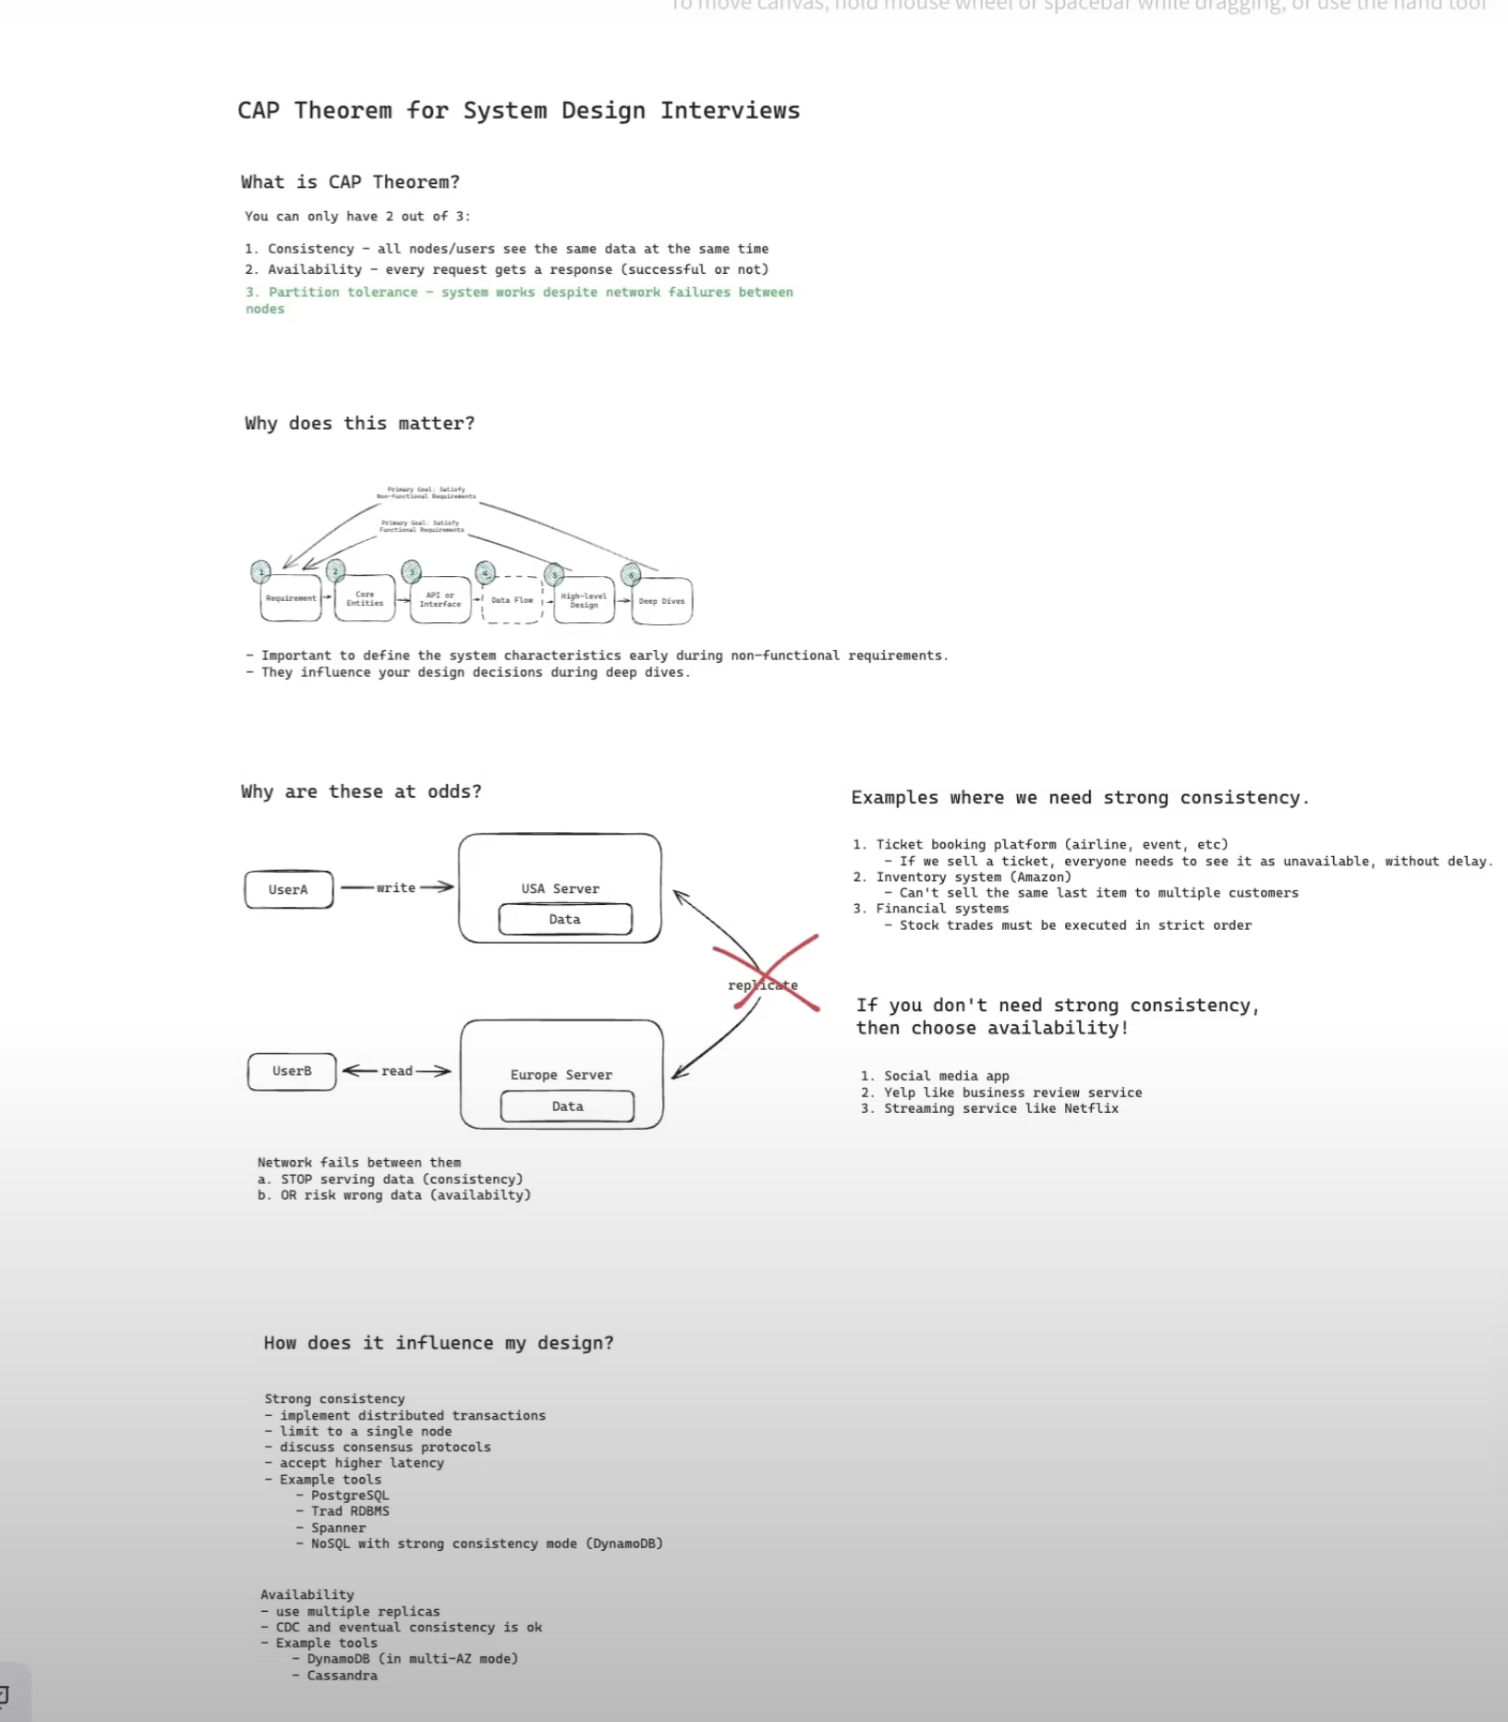 To move canvas, hold mouse wheel or spacebar while dragging, or use the hand tool
CAP Theorem for System Design Interviews
What is CAP Theorem?
You can only have 2 out of 3:
1. Consistency - all nodes/users see the same data at the same time
2. Availability - every request gets a response (successful or not)
3. Partition tolerance - system works despite network failures between
nodes
Why does this matter?
Primary Goal: Satisfy
Non-functional Requirements
Primary Goal: Satisfy
Functional Requirements
1
2
3
4
5
6
Requirement
Core
Entities
API or
Interface
Data Flow
High-level
Design
Deep Dives
- Important to define the system characteristics early during non-functional requirements.
- They influence your design decisions during deep dives.
Why are these at odds?
UserA
write
USA Server
Data
replicate
UserB
read
Europe Server
Data
Network fails between them
a. STOP serving data (consistency)
b. OR risk wrong data (availabilty)
Examples where we need strong consistency.
1. Ticket booking platform (airline, event, etc)
- If we sell a ticket, everyone needs to see it as unavailable, without delay.
2. Inventory system (Amazon)
- Can't sell the same last item to multiple customers
3. Financial systems
- Stock trades must be executed in strict order
If you don't need strong consistency,
then choose availability!
1. Social media app
2. Yelp like business review service
3. Streaming service like Netflix
How does it influence my design?
Strong consistency
- implement distributed transactions
- limit to a single node
- discuss consensus protocols
- accept higher latency
- Example tools
- PostgreSQL
- Trad RDBMS
- Spanner
- NoSQL with strong consistency mode (DynamoDB)
Availability
- use multiple replicas
- CDC and eventual consistency is ok
- Example tools
- DynamoDB (in multi-AZ mode)
- Cassandra